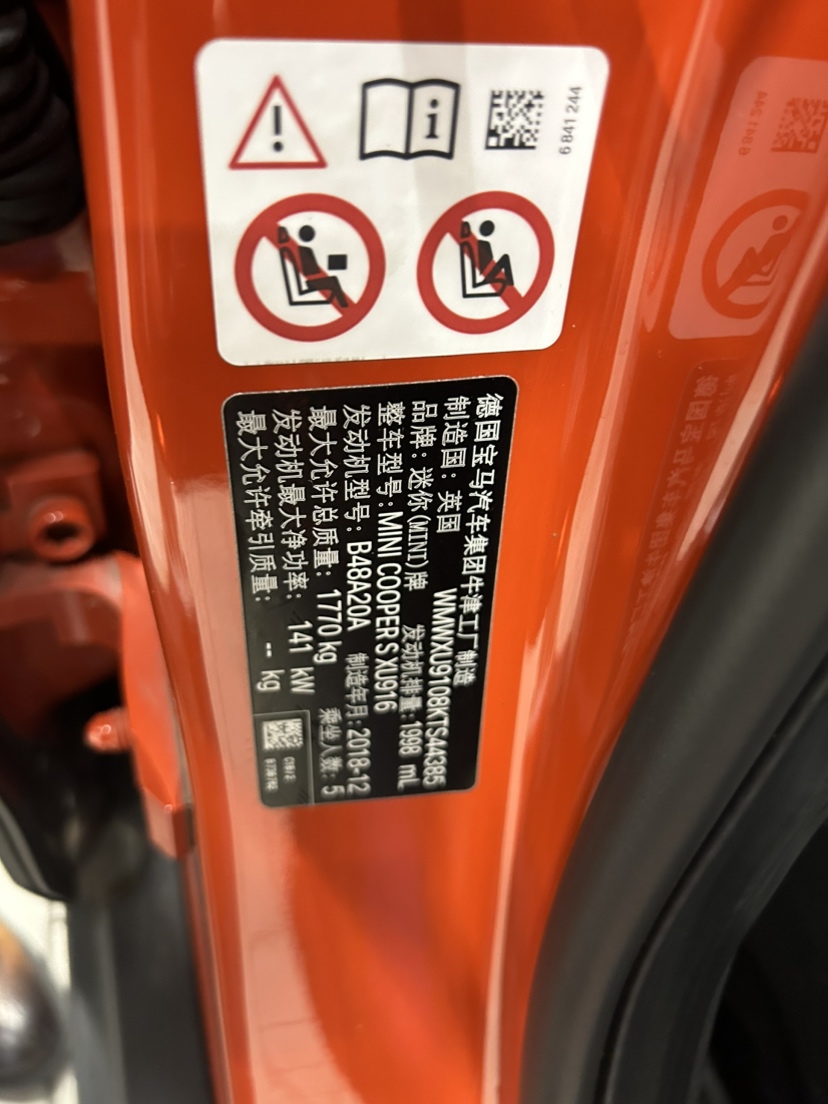 6 841 244
德国宝马汽车集团牛津工厂 制造
制造国: 英国 WMWXU9108KTS44385
品牌: 迷你(MINI)牌 发动机排量: 1998 mL
整车型号: MINI COOPER S XU916
发动机型号: B48A20A 制造年月: 2018-12
最大允许总质量: 1770 kg 乘坐人数: 5
发动机最大净功率: 141 kW
最大允许牵引质量: -- kg